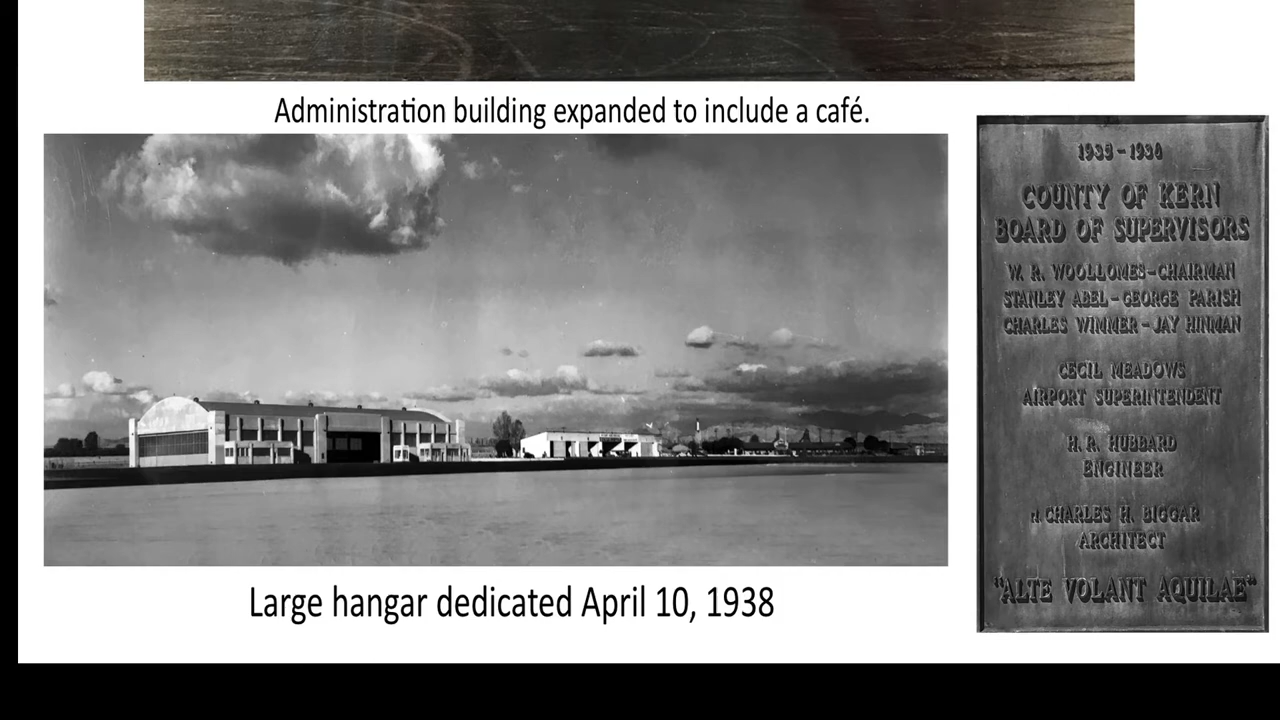 Administration building expanded to include a café.
Large hangar dedicated April 10, 1938
COUNTY OF KERN
BOARD OF SUPERVISORS
W. R. WOOLLOMES-CHAIRMAN
STANLEY ABEL-GEORGE PARISH
CHARLES WIMMER-JAY HINMAN
CECIL MEADOWS
AIRPORT SUPERINTENDENT
H. R. HUBBARD
ENGINEER
CHARLES H. BIGGAR
ARCHITECT
"ALTE VOLANT AQUILAE"